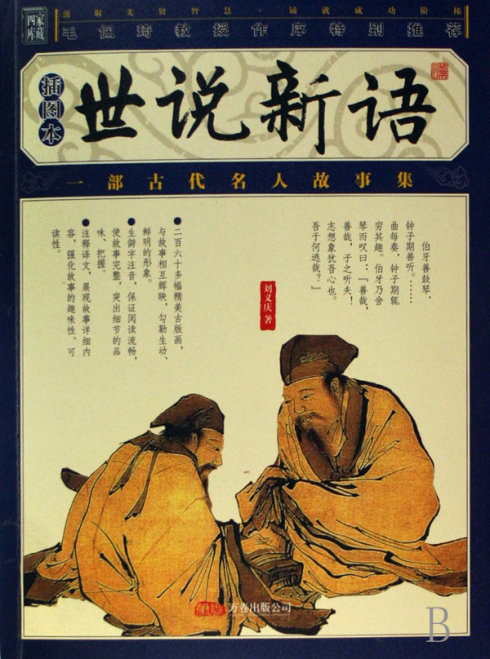 汲取先贤智慧·铺就成功阶梯
家藏四库
毛佩琦教授作序特别推荐
插图本
世说新语
一部古代名人故事集
伯牙善鼓琴,
钟子期善听。……
曲每奏,钟子期辄
穷其趣。伯牙乃舍
琴而叹曰:“善哉,
善哉,子之听夫!
志想象犹吾心也。
吾于何逃哉?”
刘义庆 著
●二百六十多幅精美古版画,
与故事相互辉映,勾勒生动、
鲜明的形象。
●生僻字注音,保证阅读流畅,
使故事完整,突出细节的品
味、把握。
●注释译文,展现故事详细内
容,强化故事的趣味性、可
读性。
万卷出版公司
B